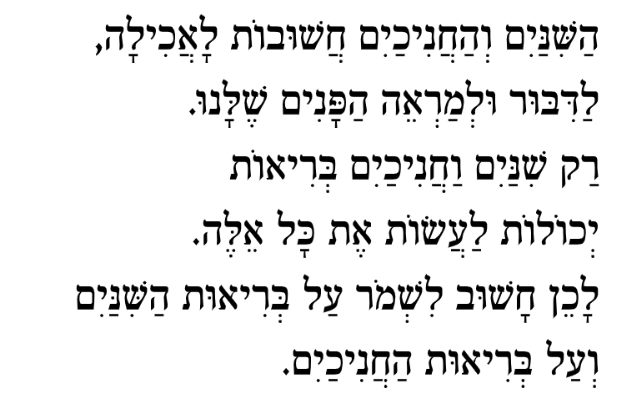 הַשִּׁנַּיִם וְהַחֲנִיכַיִם חֲשׁוּבוֹת לָאֲכִילָה,
לַדִּבּוּר וּלְמַרְאֵה הַפָּנִים שֶׁלָּנוּ.
רַק שִׁנַּיִם וַחֲנִיכַיִם בְּרִיאוֹת
יְכוֹלוֹת לַעֲשׂוֹת אֶת כָּל אֵלֶּה.
לָכֵן חָשׁוּב לִשְׁמֹר עַל בְּרִיאוּת הַשִּׁנַּיִם
וְעַל בְּרִיאוּת הַחֲנִיכַיִם.